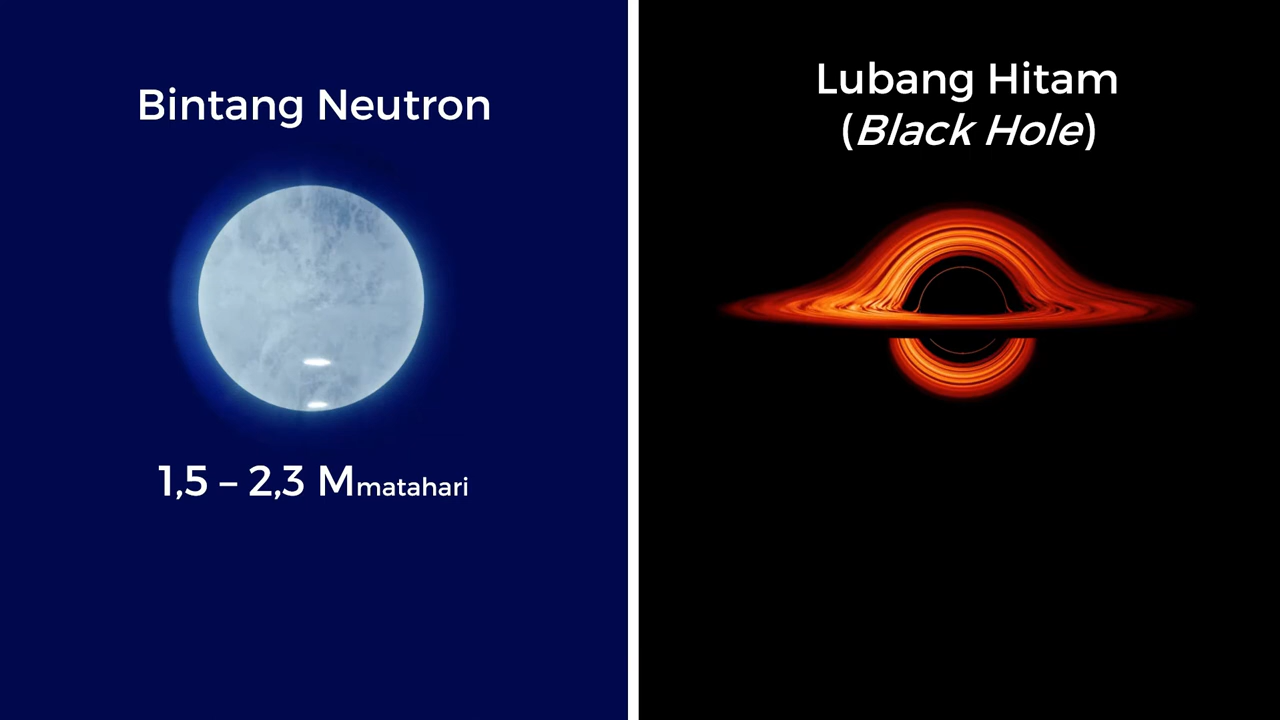 Bintang Neutron
1,5 – 2,3 Mmatahari
Lubang Hitam
(Black Hole)